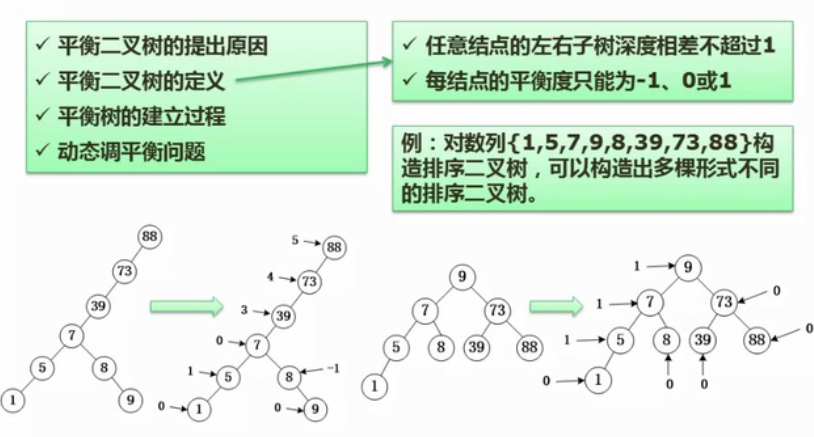 ✓ 平衡二叉树的提出原因
✓ 平衡二叉树的定义
✓ 平衡树的建立过程
✓ 动态调平衡问题
✓ 任意结点的左右子树深度相差不超过1
✓ 每结点的平衡度只能为-1、0或1
例：对数列{1,5,7,9,8,39,73,88}构
造排序二叉树，可以构造出多棵形式不同
的排序二叉树。
88
73
39
7
5 8
1 9
5 88
4 73
3 39
0 7
1 5 8 -1
0 1 0 9
9
7 73
5 8 39 88
1
1 9
1 7 73 0
1 5 8 39 88 0
0 1 0 0